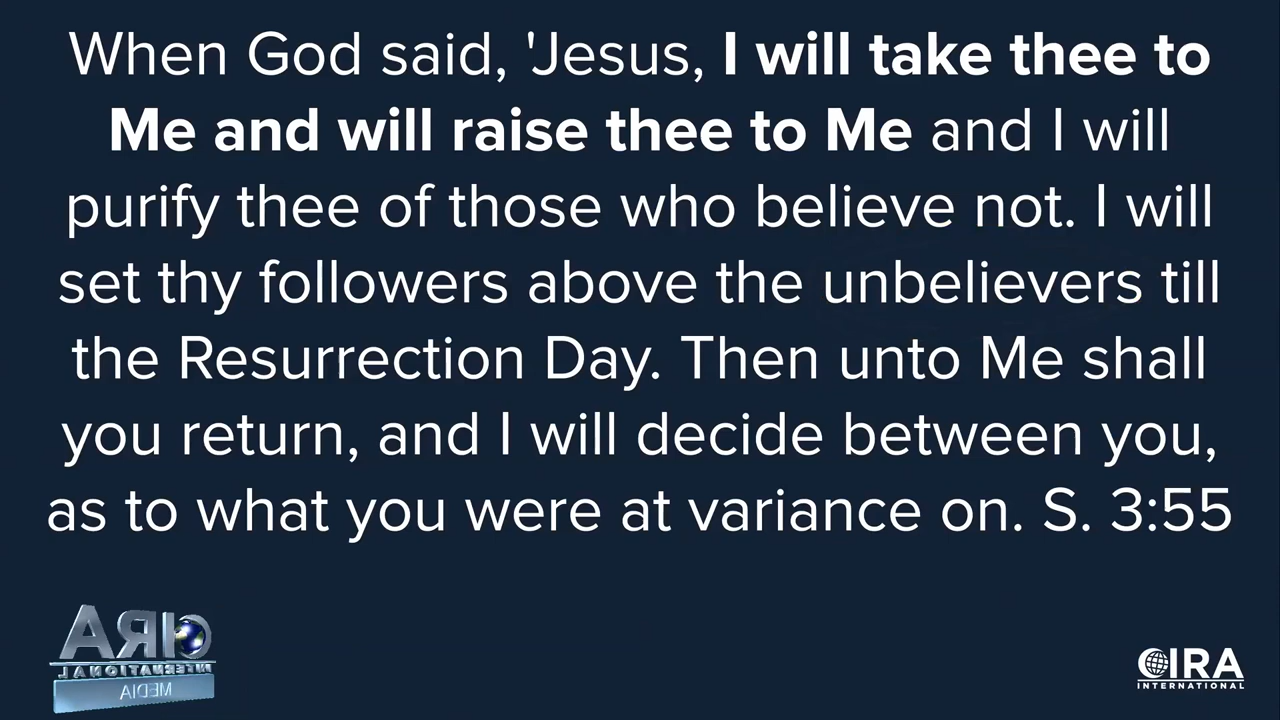 When God said, 'Jesus, I will take thee to
Me and will raise thee to Me and I will
purify thee of those who believe not. I will
set thy followers above the unbelievers till
the Resurrection Day. Then unto Me shall
you return, and I will decide between you,
as to what you were at variance on. S. 3:55
CIRA
INTERNATIONAL
MEDIA
CIRA
INTERNATIONAL